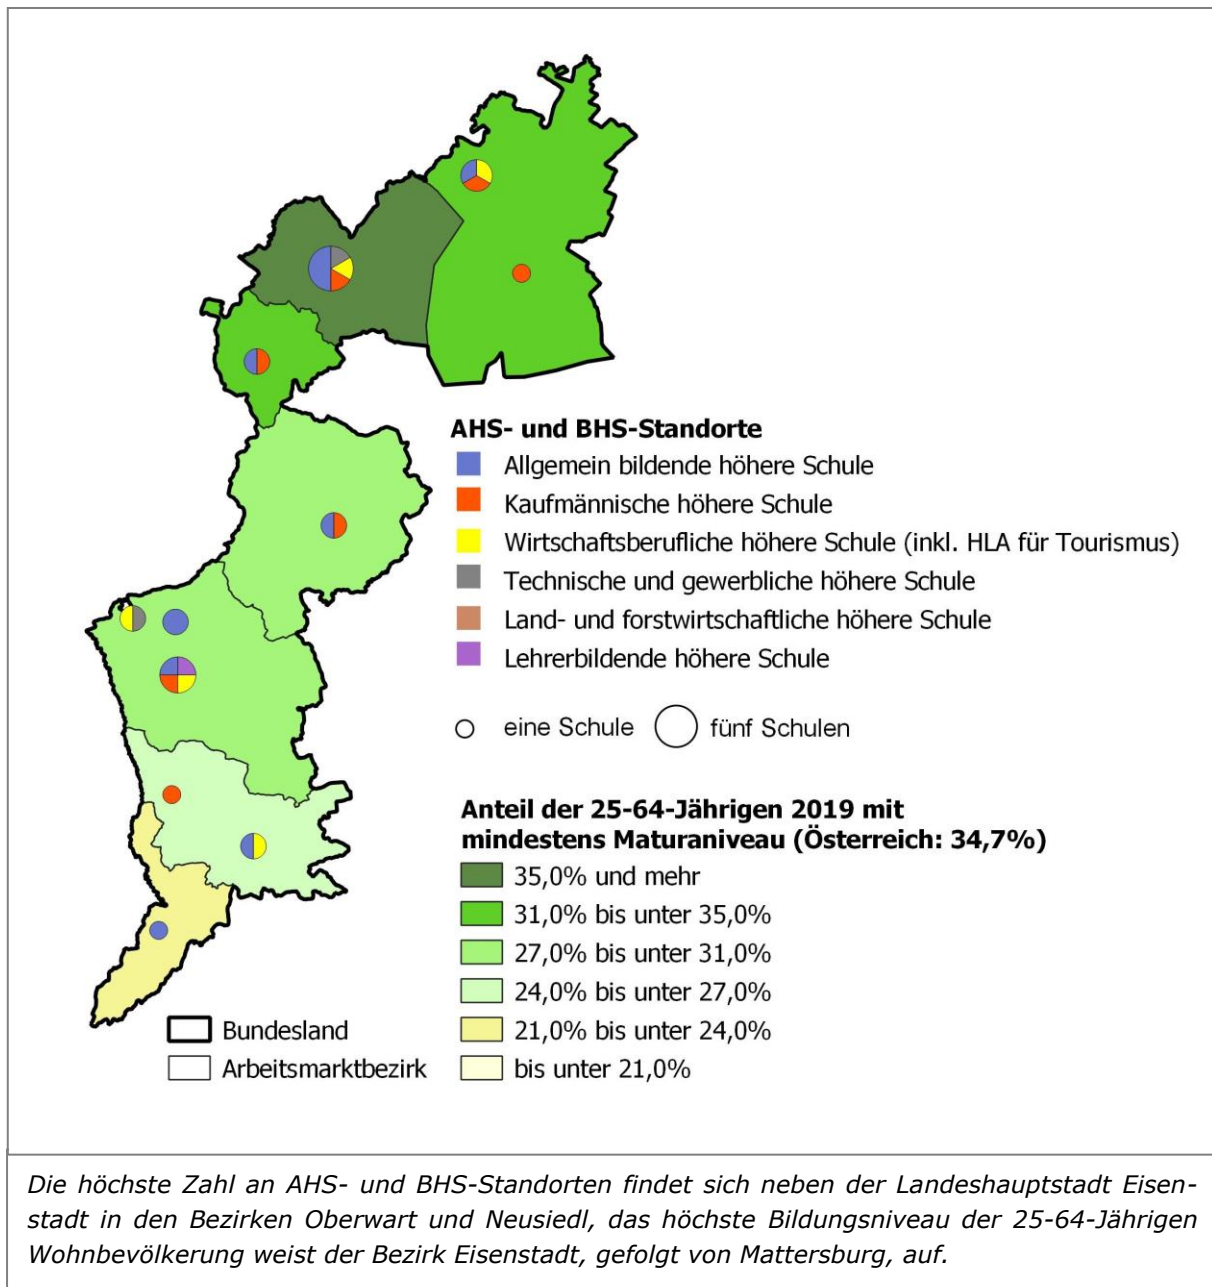 AHS- und BHS-Standorte
Allgemein bildende höhere Schule
Kaufmännische höhere Schule
Wirtschaftsberufliche höhere Schule (inkl. HLA für Tourismus)
Technische und gewerbliche höhere Schule
Land- und forstwirtschaftliche höhere Schule
Lehrerbildende höhere Schule
eine Schule
fünf Schulen
Anteil der 25-64-Jährigen 2019 mit
mindestens Maturaniveau (Österreich: 34,7%)
35,0% und mehr
31,0% bis unter 35,0%
27,0% bis unter 31,0%
24,0% bis unter 27,0%
21,0% bis unter 24,0%
bis unter 21,0%
Bundesland
Arbeitsmarktbezirk
Die höchste Zahl an AHS- und BHS-Standorten findet sich neben der Landeshauptstadt Eisen-
stadt in den Bezirken Oberwart und Neusiedl, das höchste Bildungsniveau der 25-64-Jährigen
Wohnbevölkerung weist der Bezirk Eisenstadt, gefolgt von Mattersburg, auf.